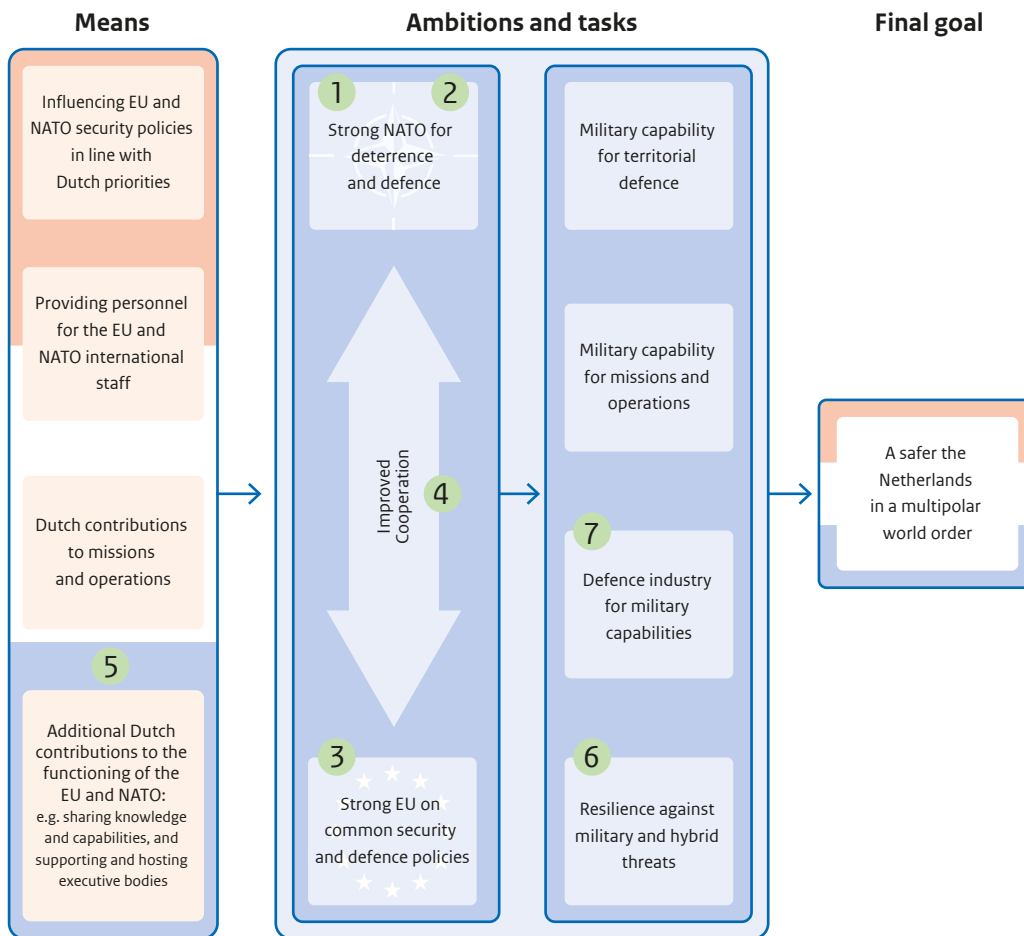 Means
Influencing EU and
NATO security policies
in line with
Dutch priorities
Providing personnel
for the EU and
NATO international
staff
Dutch contributions
to missions
and operations
5
Additional Dutch
contributions to the
functioning of the
EU and NATO:
e.g. sharing knowledge
and capabilities, and
supporting and hosting
executive bodies
Ambitions and tasks
1
2
Strong NATO for
deterrence
and defence
Improved
Cooperation
4
3
Strong EU on
common security
and defence policies
Military capability
for territorial
defence
Military capability
for missions and
operations
7
Defence industry
for military
capabilities
6
Resilience against
military and hybrid
threats
Final goal
A safer the
Netherlands
in a multipolar
world order